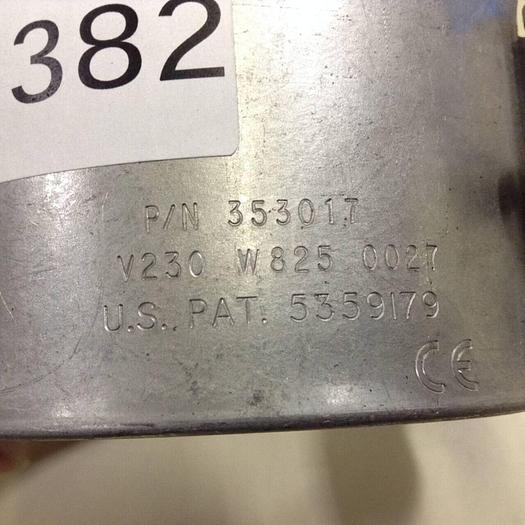 382
P/N 353017
V230 W825 0027
U.S. PAT. 5359179
CE